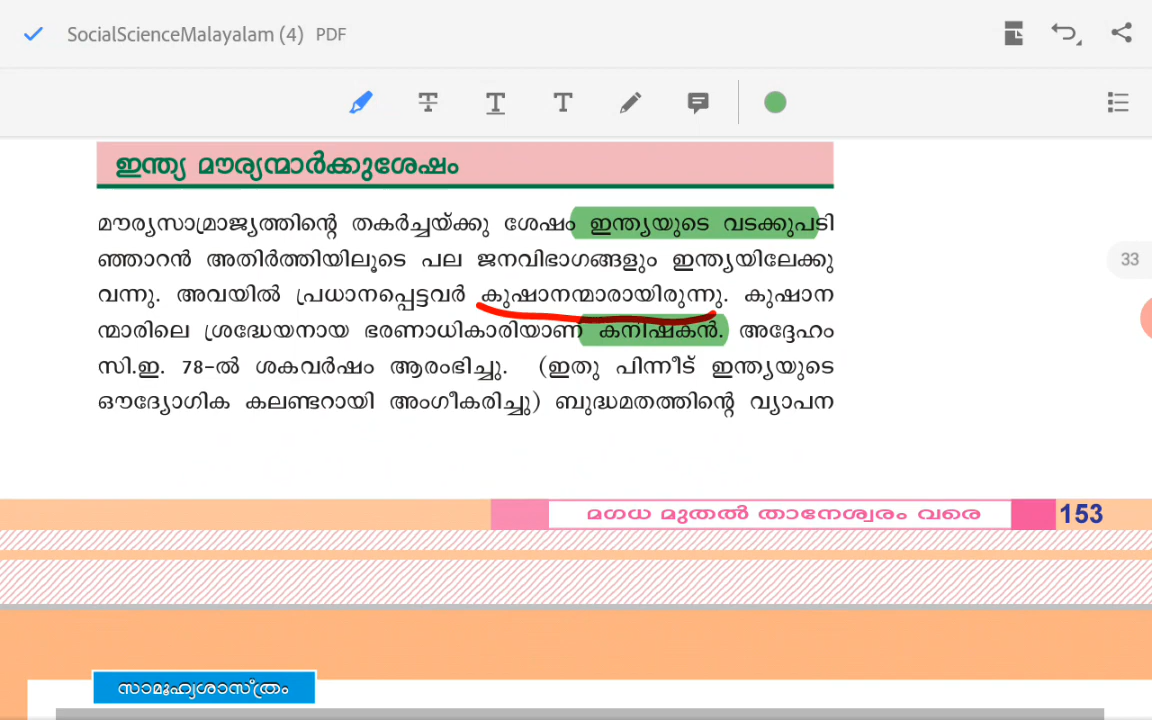 SocialScienceMalayalam (4) PDF
ഇന്ത്യ മൗര്യന്മാർക്കുശേഷം
മൗര്യസാമ്രാജ്യത്തിന്റെ തകർച്ചയ്ക്കു ശേഷം ഇന്ത്യയുടെ വടക്കുപടി
ഞ്ഞാറൻ അതിർത്തിയിലൂടെ പല ജനവിഭാഗങ്ങളും ഇന്ത്യയിലേക്കു
വന്നു. അവയിൽ പ്രധാനപ്പെട്ടവർ കുഷാനന്മാരായിരുന്നു. കുഷാന
33
ന്മാരിലെ ശ്രദ്ധേയനായ ഭരണാധികാരിയാണ് കനിഷ്കൻ. അദ്ദേഹം
സി.ഇ. 78-ൽ ശകവർഷം ആരംഭിച്ചു. (ഇതു പിന്നീട് ഇന്ത്യയുടെ
ഔദ്യോഗിക കലണ്ടറായി അംഗീകരിച്ചു) ബുദ്ധമതത്തിന്റെ വ്യാപന
മഗധ മുതൽ താനേശ്വരം വരെ 153
സാമൂഹ്യശാസ്ത്രം